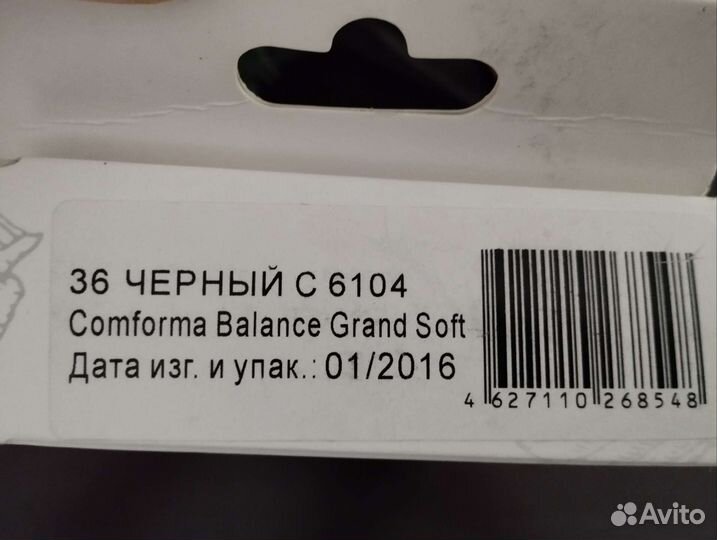 36 ЧЕРНЫЙ С 6104
Comforma Balance Grand Soft
Дата изг. и упак.: 01/2016
4 627110 268548
Avito